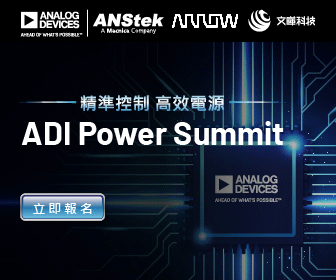 ANALOG
DEVICES
AHEAD OF WHAT'S POSSIBLE™
ANStek
A Macnica Company
ARROW
文曄科技
精準控制 高效電源
ADI Power Summit
ANALOG
DEVICES
AHEAD OF WHAT'S POSSIBLE™
立即報名